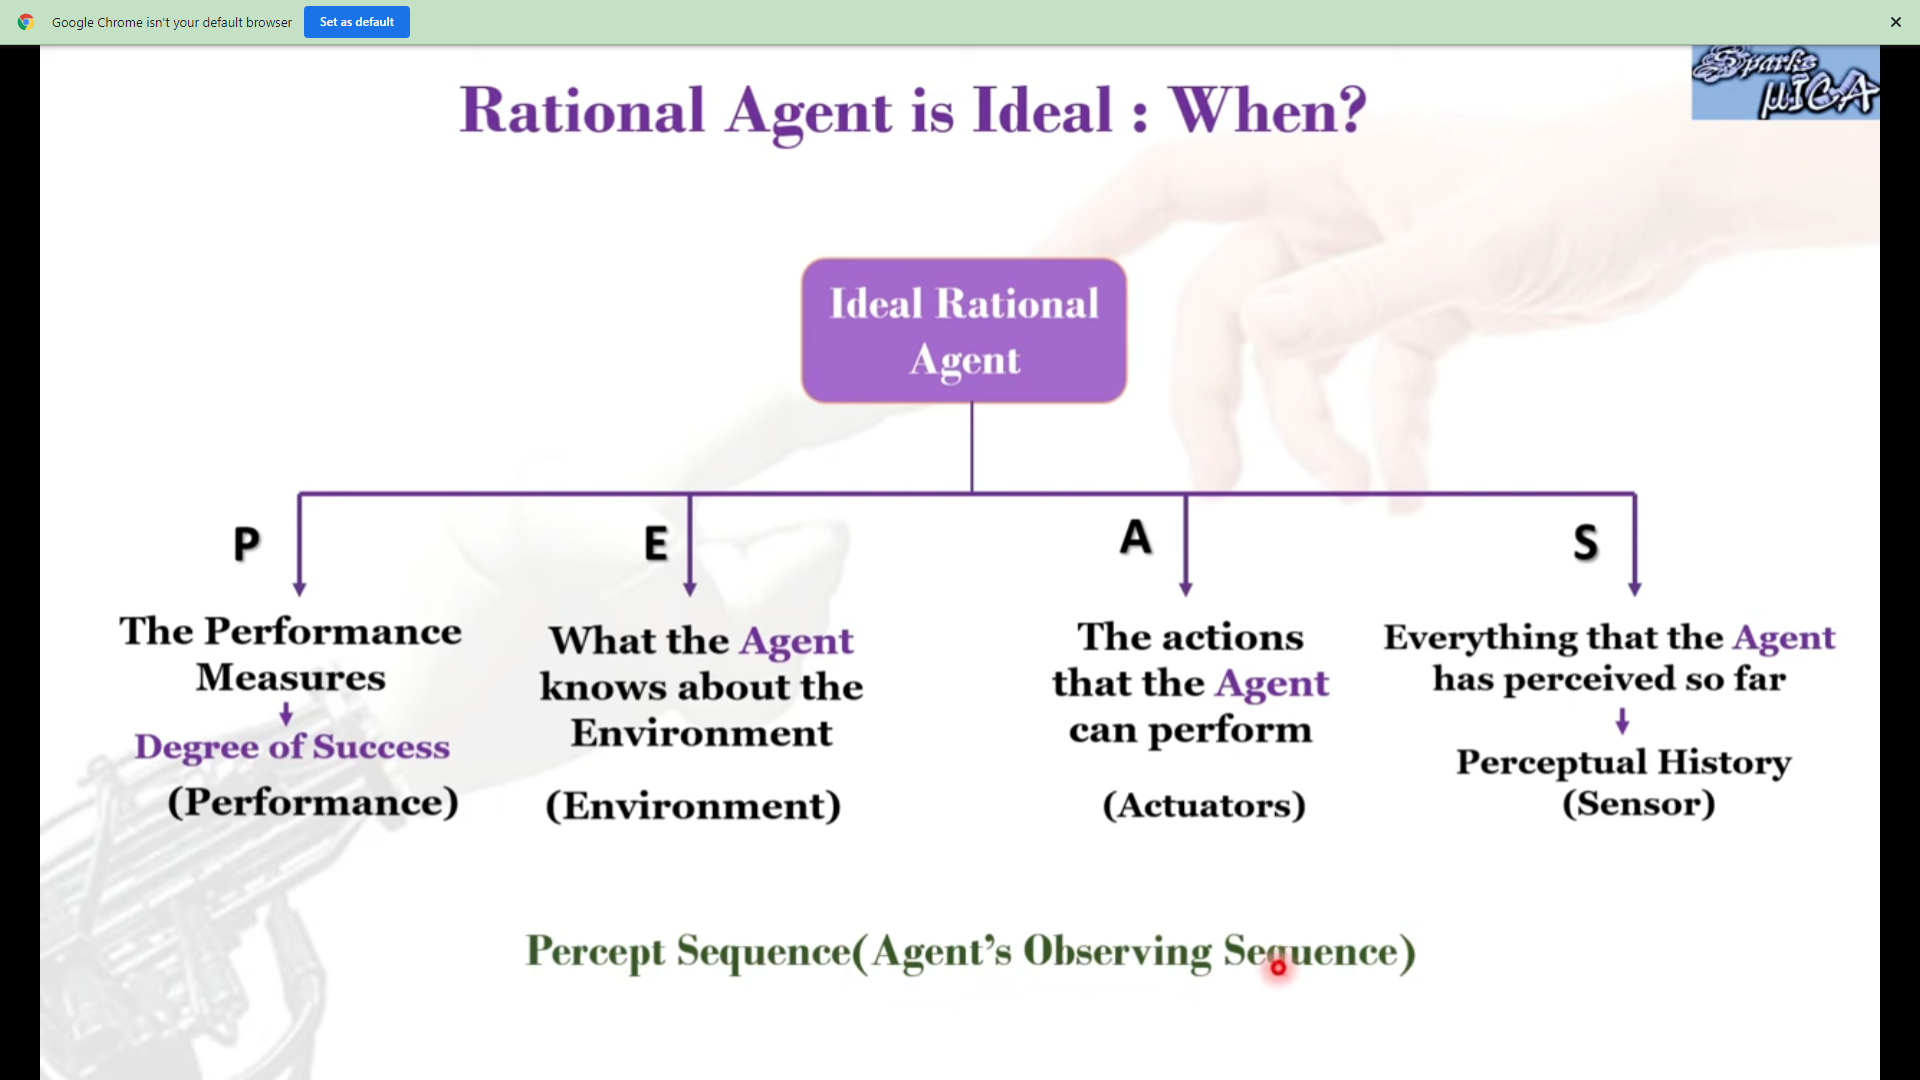 Google Chrome isn't your default browser
Set as default
Sparks
µICA
Rational Agent is Ideal : When?
Ideal Rational
Agent
P
E
A
S
The Performance
Measures
Degree of Success
(Performance)
What the Agent
knows about the
Environment
(Environment)
The actions
that the Agent
can perform
(Actuators)
Everything that the Agent
has perceived so far
Perceptual History
(Sensor)
Percept Sequence(Agent's Observing Sequence)